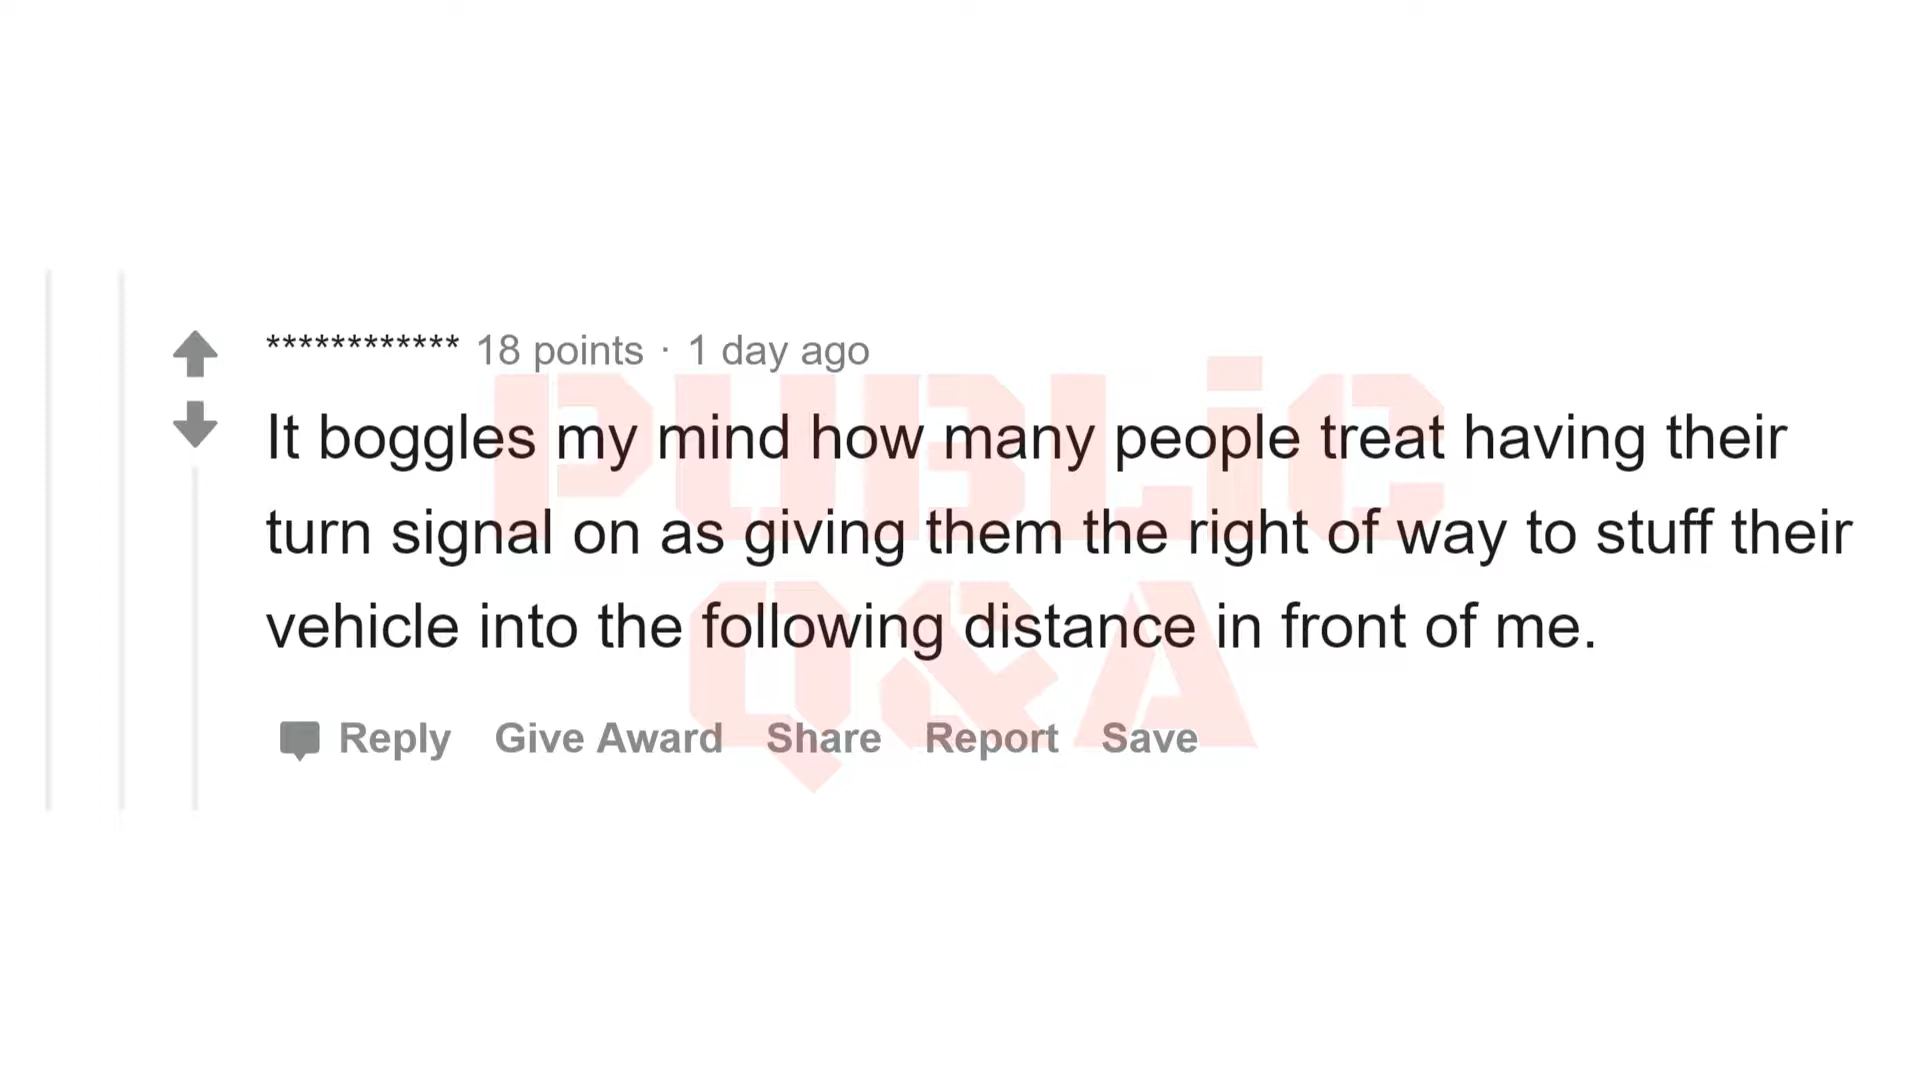 ************ 18 points · 1 day ago
It boggles my mind how many people treat having their
turn signal on as giving them the right of way to stuff their
vehicle into the following distance in front of me.
Reply Give Award Share Report Save
PUBLiC
Q&A